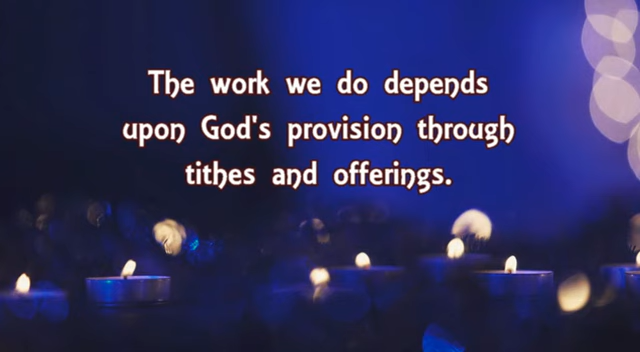 The work we do depends
upon God's provision through
tithes and offerings.